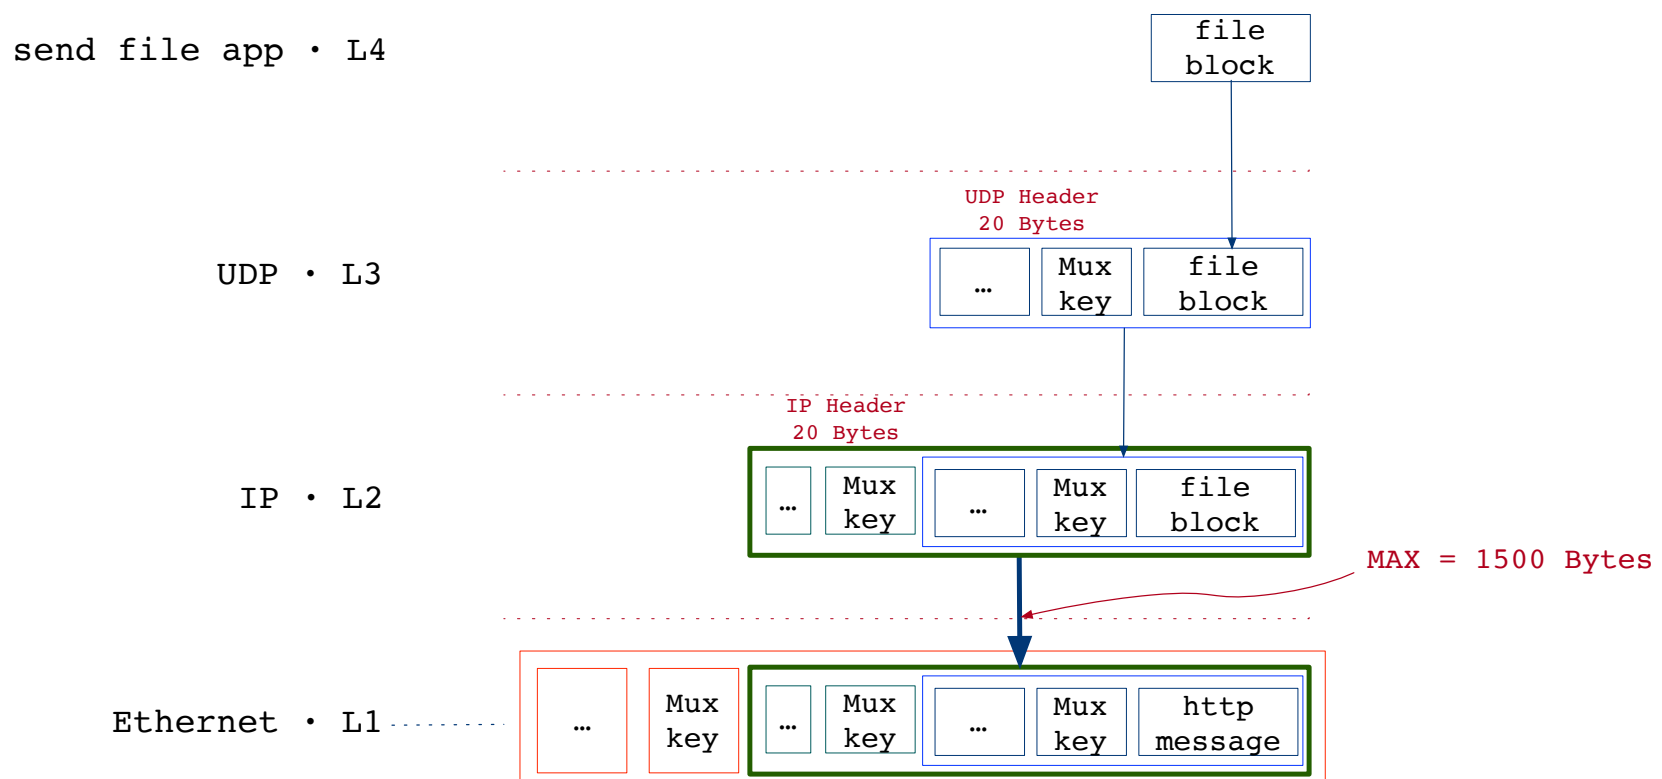 send file app · L4
file
block
UDP Header
20 Bytes
UDP · L3
…
Mux
key
file
block
IP Header
20 Bytes
IP · L2
…
Mux
key
…
Mux
key
file
block
MAX = 1500 Bytes
Ethernet · L1
…
Mux
key
…
Mux
key
…
Mux
key
http
message